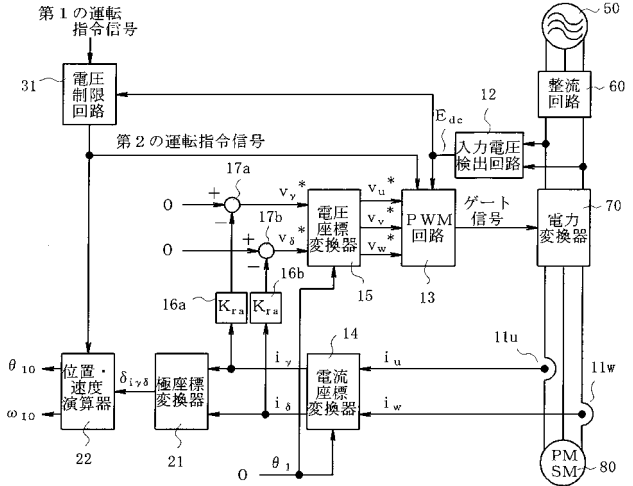 第1の運転
指令信号
31
電圧
制限
回路
第2の運転指令信号
50
整流
回路
60
12
E_dc
入力電圧
検出回路
17a
+
-
0
v_γ*
17b
+
-
0
v_δ*
電圧
座標
変換器
15
v_u*
v_v*
v_w*
PWM
回路
13
ゲート
信号
電力
変換器
70
16a
K_ra
K_ra
16b
14
11u
11w
θ_10
ω_10
位置・
速度
演算器
22
δ_iγδ
極座標
変換器
21
i_γ
i_δ
電流
座標
変換器
i_u
i_w
0
θ_1
PM
SM
80